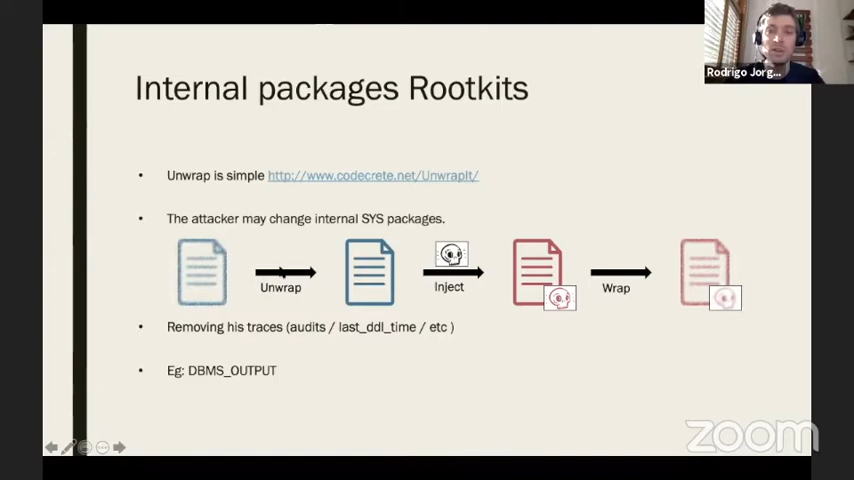 Rodrigo Jorg...
Internal packages Rootkits
• Unwrap is simple http://www.codecrete.net/UnwrapIt/
• The attacker may change internal SYS packages.
Unwrap
Inject
Wrap
• Removing his traces (audits / last_ddl_time / etc )
• Eg: DBMS_OUTPUT
zoom